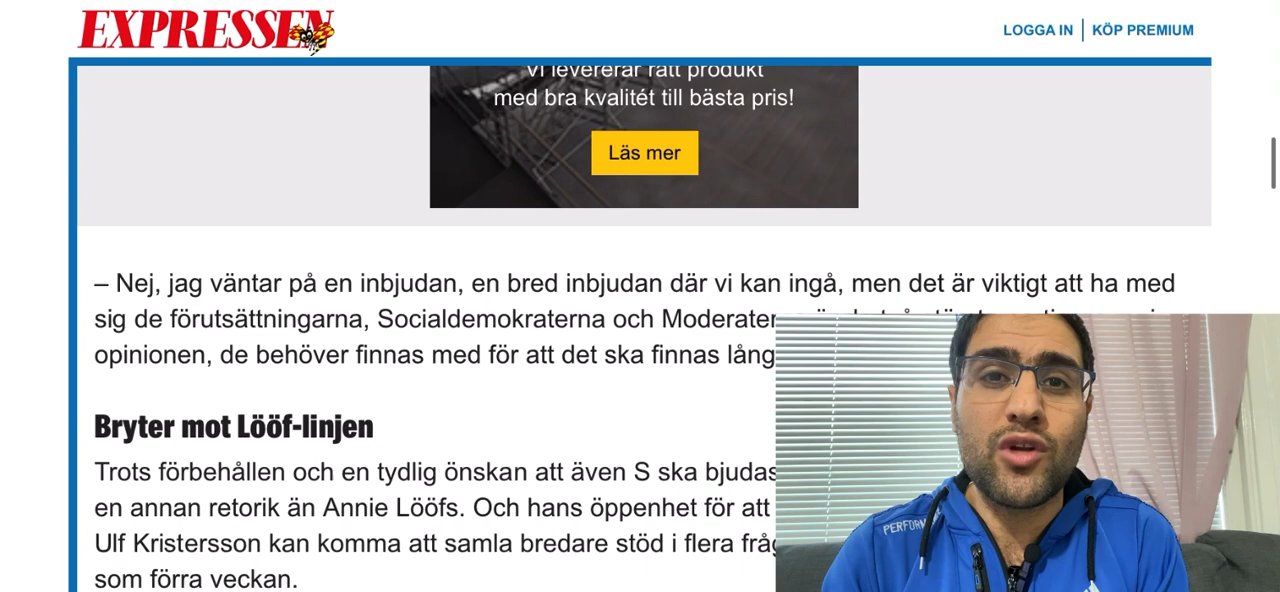 EXPRESSEN
LOGGA IN
KÖP PREMIUM
Vi levererar rätt produkt
med bra kvalitét till bästa pris!
Läs mer
– Nej, jag väntar på en inbjudan, en bred inbjudan där vi kan ingå, men det är viktigt att ha med
sig de förutsättningarna, Socialdemokraterna och
opinionen, de behöver finnas med för att det ska finnas
Bryter mot Lööf-linjen
Trots förbehållen och en tydlig önskan att även S ska
en annan retorik än Annie Lööfs. Och hans öppenhet för att
Ulf Kristersson kan komma att samla bredare stöd i flera
som förra veckan.